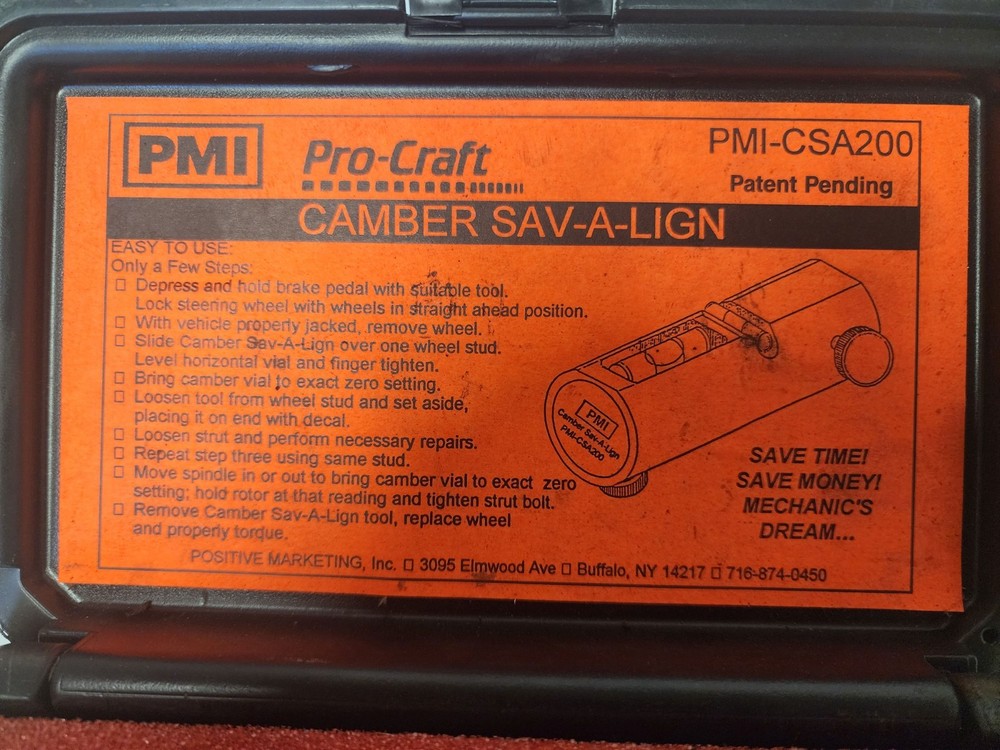 PMI
Pro-Craft
PMI-CSA200
Patent Pending
CAMBER SAV-A-LIGN
EASY TO USE:
Only a Few Steps:
□ Depress and hold brake pedal with suitable tool.
Lock steering wheel with wheels in straight ahead position.
□ With vehicle properly jacked, remove wheel.
□ Slide Camber Sav-A-Lign over one wheel stud.
Level horizontal vial and finger tighten.
□ Bring camber vial to exact zero setting.
□ Loosen tool from wheel stud and set aside,
placing it on end with decal.
□ Loosen strut and perform necessary repairs.
□ Repeat step three using same stud.
□ Move spindle in or out to bring camber vial to exact zero
setting; hold rotor at that reading and tighten strut bolt.
□ Remove Camber Sav-A-Lign tool, replace wheel
and properly torque.
PMI
Camber Sav-A-Lign
PMI-CSA200
SAVE TIME!
SAVE MONEY!
MECHANIC'S
DREAM...
POSITIVE MARKETING, Inc. □ 3095 Elmwood Ave □ Buffalo, NY 14217 □ 716-874-0450